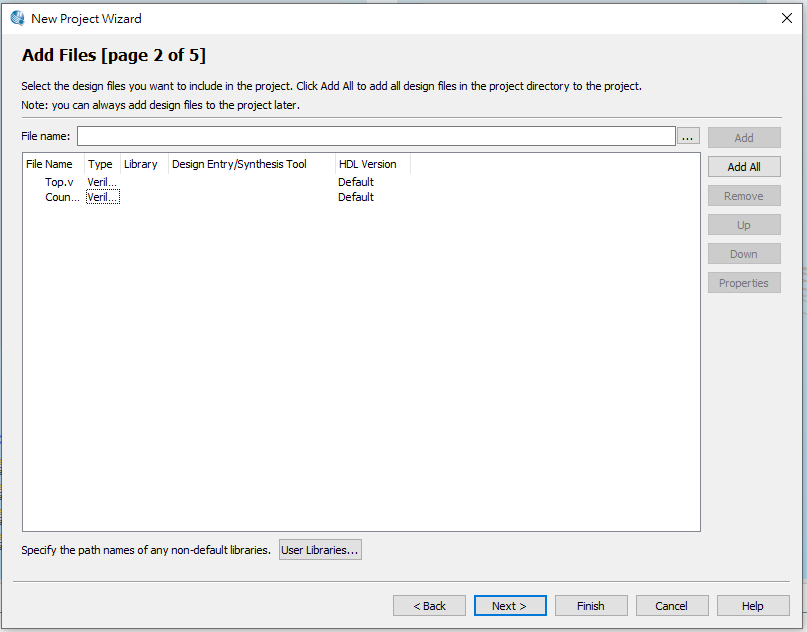 New Project Wizard
Add Files [page 2 of 5]
Select the design files you want to include in the project. Click Add All to add all design files in the project directory to the project.
Note: you can always add design files to the project later.
File name:
...
Add
File Name Type Library Design Entry/Synthesis Tool HDL Version
Add All
Top.v Veril... Default
Coun... Veril... Default
Remove
Up
Down
Properties
Specify the path names of any non-default libraries. User Libraries...
< Back Next > Finish Cancel Help